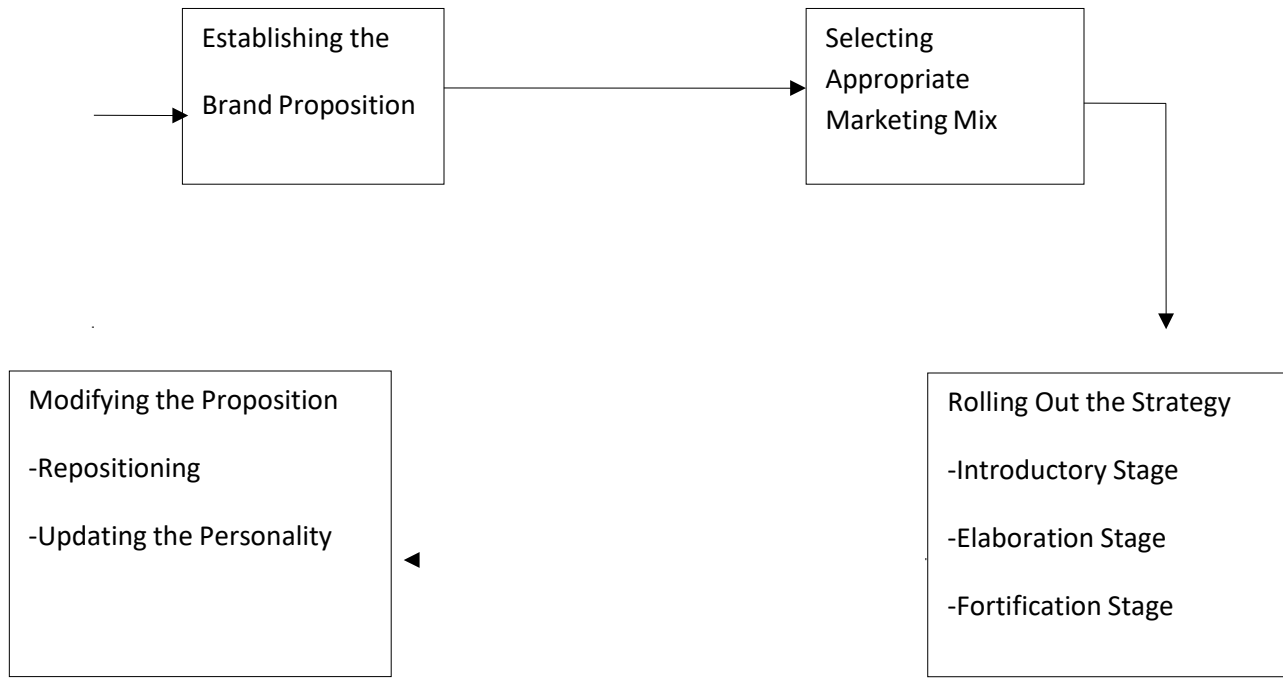 Establishing the
Brand Proposition
Selecting
Appropriate
Marketing Mix
Modifying the Proposition
-Repositioning
-Updating the Personality
Rolling Out the Strategy
-Introductory Stage
-Elaboration Stage
-Fortification Stage